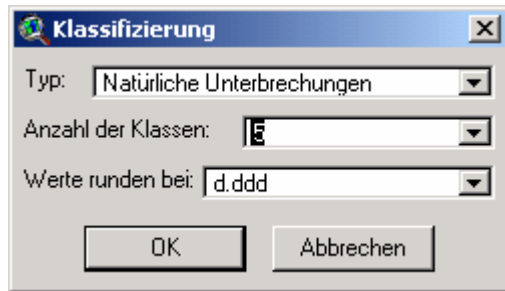 Klassifizierung
Typ: Natürliche Unterbrechungen
Anzahl der Klassen: 5
Werte runden bei: d.ddd
OK Abbrechen